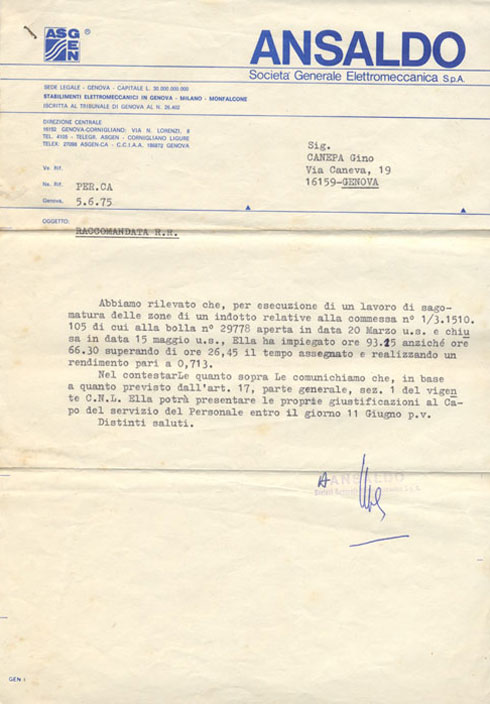 ASGEN ®
ANSALDO
Società Generale Elettromeccanica S.p.A.
SEDE LEGALE - GENOVA - CAPITALE L. 30.000.000.000
STABILIMENTI ELETTROMECCANICI IN GENOVA - MILANO - MONFALCONE
ISCRITTA AL TRIBUNALE DI GENOVA AL N. 26.402
DIREZIONE CENTRALE
16152 GENOVA-CORNIGLIANO: VIA N. LORENZI, 8
TEL. 4105 - TELEGR. ASGEN - CORNIGLIANO LIGURE
TELEX: 27098 ASGEN-CA - C.C.I.A.A. 186872 GENOVA
Sig.
CANEPA Gino
Via Caneva, 19
16159-GENOVA
Vs. Rif.
Ns. Rif. PER.CA
Genova, 5.6.75
OGGETTO:
RACCOMANDATA R.R.
Abbiamo rilevato che, per esecuzione di un lavoro di sago-
matura delle zone di un indotto relative alla commessa n° 1/3.1510.
105 di cui alla bolla n° 29778 aperta in data 20 Marzo u.s. e chiu
sa in data 15 maggio u.s., Ella ha impiegato ore 93.15 anziché ore
66.30 superando di ore 26,45 il tempo assegnato e realizzando un
rendimento pari a 0,713.
Nel contestarLe quanto sopra Le comunichiamo che, in base
a quanto previsto dall'art. 17, parte generale, sez. 1 del vigen
te C.N.L. Ella potrà presentare le proprie giustificazioni al Ca
po del servizio del Personale entro il giorno 11 Giugno p.v.
Distinti saluti.
ANSALDO
GEN 1